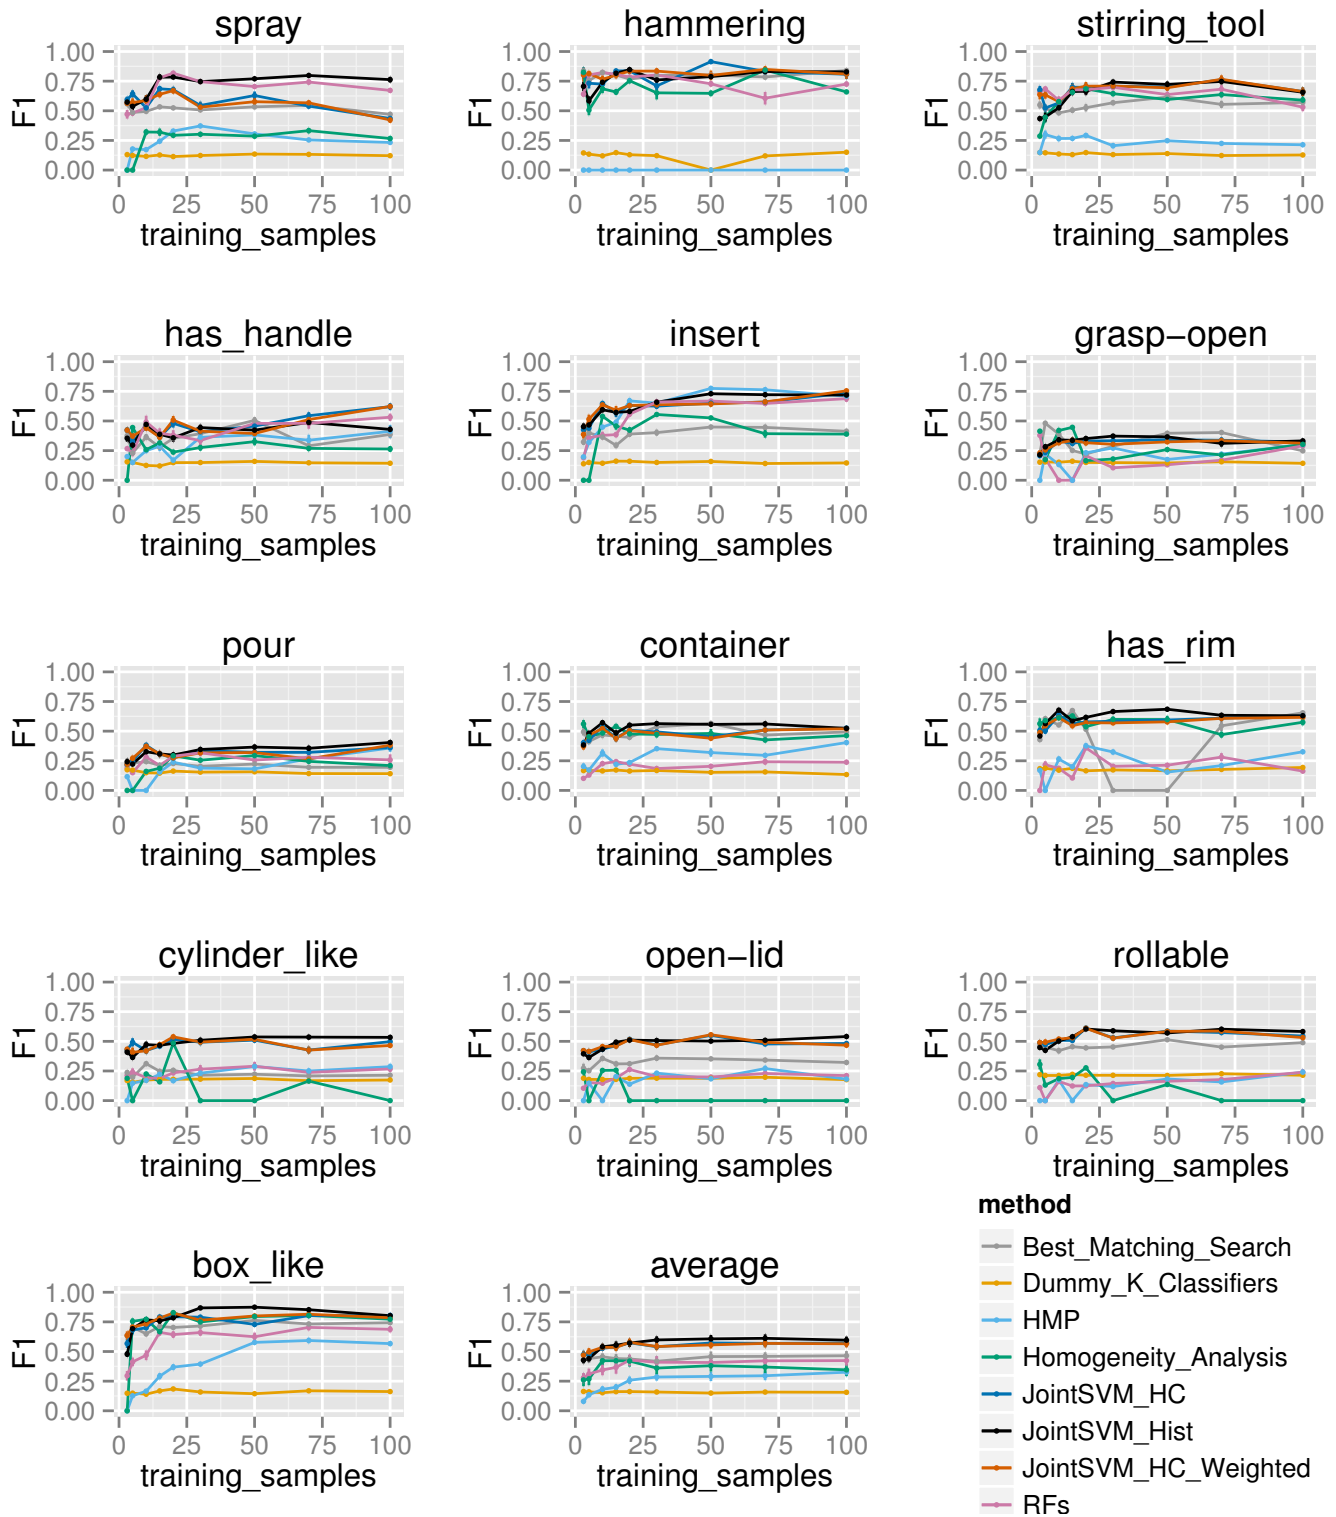 spray
1.00
0.75
0.50
0.25
0.00
F1
0 25 50 75 100
training_samples
hammering
1.00
0.75
0.50
0.25
0.00
F1
0 25 50 75 100
training_samples
stirring_tool
1.00
0.75
0.50
0.25
0.00
F1
0 25 50 75 100
training_samples
has_handle
1.00
0.75
0.50
0.25
0.00
F1
0 25 50 75 100
training_samples
insert
1.00
0.75
0.50
0.25
0.00
F1
0 25 50 75 100
training_samples
grasp−open
1.00
0.75
0.50
0.25
0.00
F1
0 25 50 75 100
training_samples
pour
1.00
0.75
0.50
0.25
0.00
F1
0 25 50 75 100
training_samples
container
1.00
0.75
0.50
0.25
0.00
F1
0 25 50 75 100
training_samples
has_rim
1.00
0.75
0.50
0.25
0.00
F1
0 25 50 75 100
training_samples
cylinder_like
1.00
0.75
0.50
0.25
0.00
F1
0 25 50 75 100
training_samples
open−lid
1.00
0.75
0.50
0.25
0.00
F1
0 25 50 75 100
training_samples
rollable
1.00
0.75
0.50
0.25
0.00
F1
0 25 50 75 100
training_samples
box_like
1.00
0.75
0.50
0.25
0.00
F1
0 25 50 75 100
training_samples
average
1.00
0.75
0.50
0.25
0.00
F1
0 25 50 75 100
training_samples
method
Best_Matching_Search
Dummy_K_Classifiers
HMP
Homogeneity_Analysis
JointSVM_HC
JointSVM_Hist
JointSVM_HC_Weighted
RFs